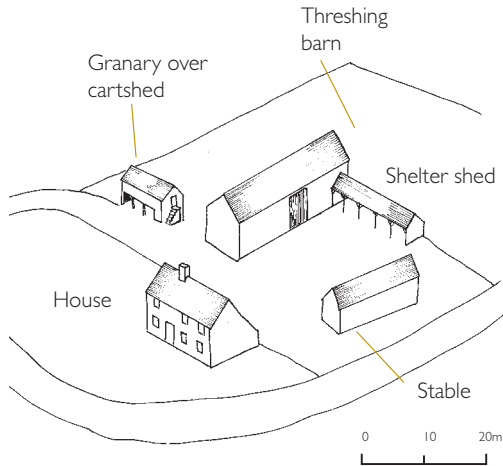 Threshing
barn
Granary over
cartshed
Shelter shed
House
Stable
0 10 20m